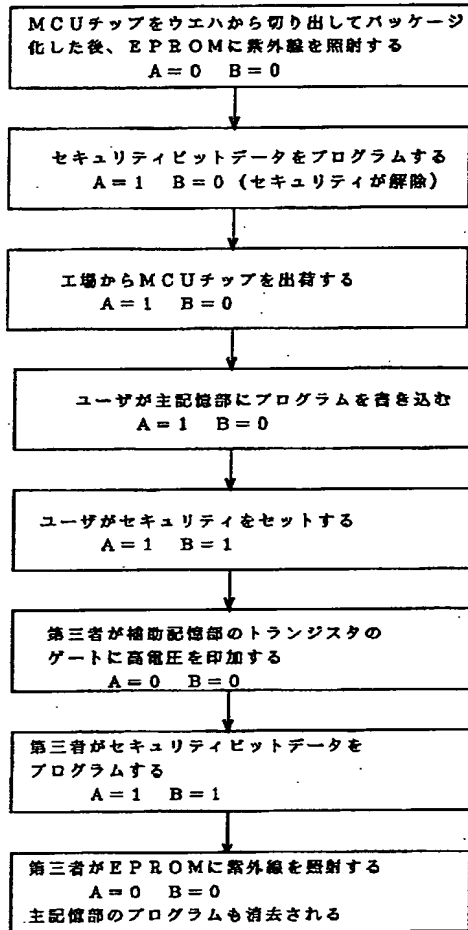 MCUチップをウエハから切り出してパッケージ
化した後、EPROMに紫外線を照射する
A=0 B=0
セキュリティビットデータをプログラムする
A=1 B=0 (セキュリティが解除)
工場からMCUチップを出荷する
A=1 B=0
ユーザが主記憶部にプログラムを書き込む
A=1 B=0
ユーザがセキュリティをセットする
A=1 B=1
第三者が補助記憶部のトランジスタの
ゲートに高電圧を印加する
A=0 B=0
第三者がセキュリティビットデータを
プログラムする
A=1 B=1
第三者がEPROMに紫外線を照射する
A=0 B=0
主記憶部のプログラムも消去される